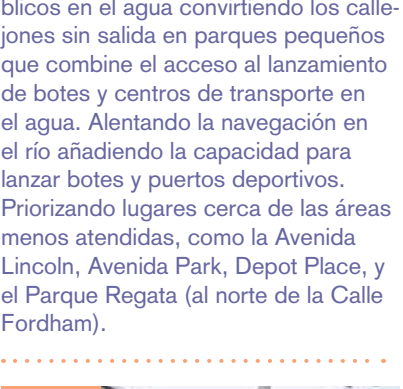 blicos en el agua convirtiendo los calle-
jones sin salida en parques pequeños
que combine el acceso al lanzamiento
de botes y centros de transporte en
el agua. Alentando la navegación en
el río añadiendo la capacidad para
lanzar botes y puertos deportivos.
Priorizando lugares cerca de las áreas
menos atendidas, como la Avenida
Lincoln, Avenida Park, Depot Place, y
el Parque Regata (al norte de la Calle
Fordham).